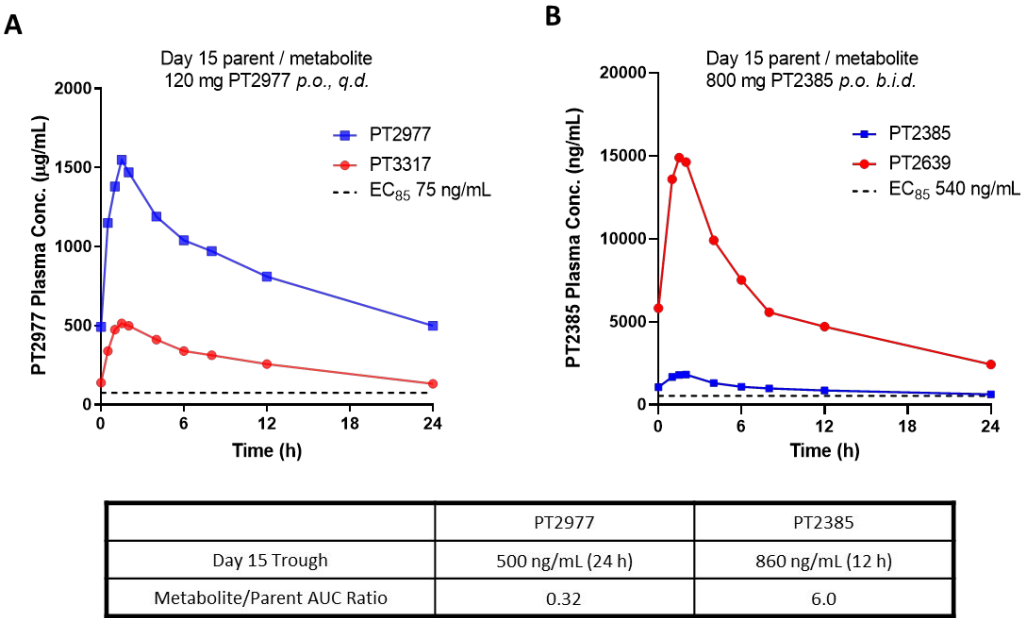 A
Day 15 parent / metabolite
120 mg PT2977 p.o., q.d.
PT2977 Plasma Conc. (µg/mL)
2000
1500
1000
500
0
0 6 12 18 24
Time (h)
PT2977
PT3317
EC85 75 ng/mL
B
Day 15 parent / metabolite
800 mg PT2385 p.o. b.i.d.
PT2385 Plasma Conc. (ng/mL)
20000
15000
10000
5000
0
0 6 12 18 24
Time (h)
PT2385
PT2639
EC85 540 ng/mL
PT2977 PT2385
Day 15 Trough 500 ng/mL (24 h) 860 ng/mL (12 h)
Metabolite/Parent AUC Ratio 0.32 6.0